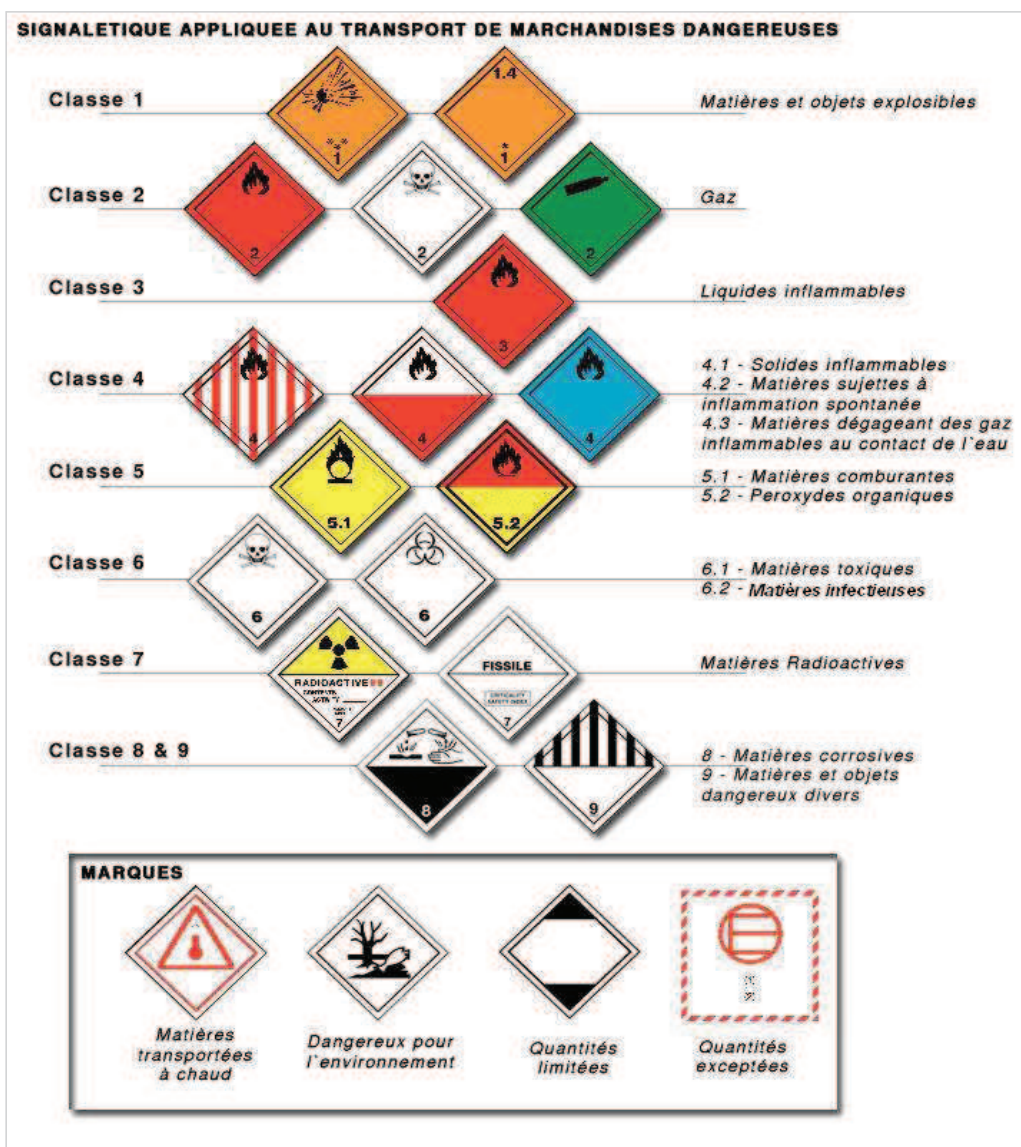 SIGNALETIQUE APPLIQUEE AU TRANSPORT DE MARCHANDISES DANGEREUSES
Classe 1
* * *
1
1.4
*
1
Matières et objets explosibles
Classe 2
2
2
2
Gaz
Classe 3
3
Liquides inflammables
Classe 4
4
4
4
4.1 - Solides inflammables
4.2 - Matières sujettes à
inflammation spontanée
4.3 - Matières dégageant des gaz
inflammables au contact de l'eau
Classe 5
5.1
5.2
5.1 - Matières comburantes
5.2 - Peroxydes organiques
Classe 6
6
6
6.1 - Matières toxiques
6.2 - Matières infectieuses
Classe 7
RADIOACTIVE
CONTENTS
ACTIVITY
7
FISSILE
CRITICALITY
SAFETY INDEX
7
Matières Radioactives
Classe 8 & 9
8
9
8 - Matières corrosives
9 - Matières et objets
dangereux divers
MARQUES
Matières
transportées
à chaud
Dangereux pour
l'environnement
Quantités
limitées
Quantités
exceptées